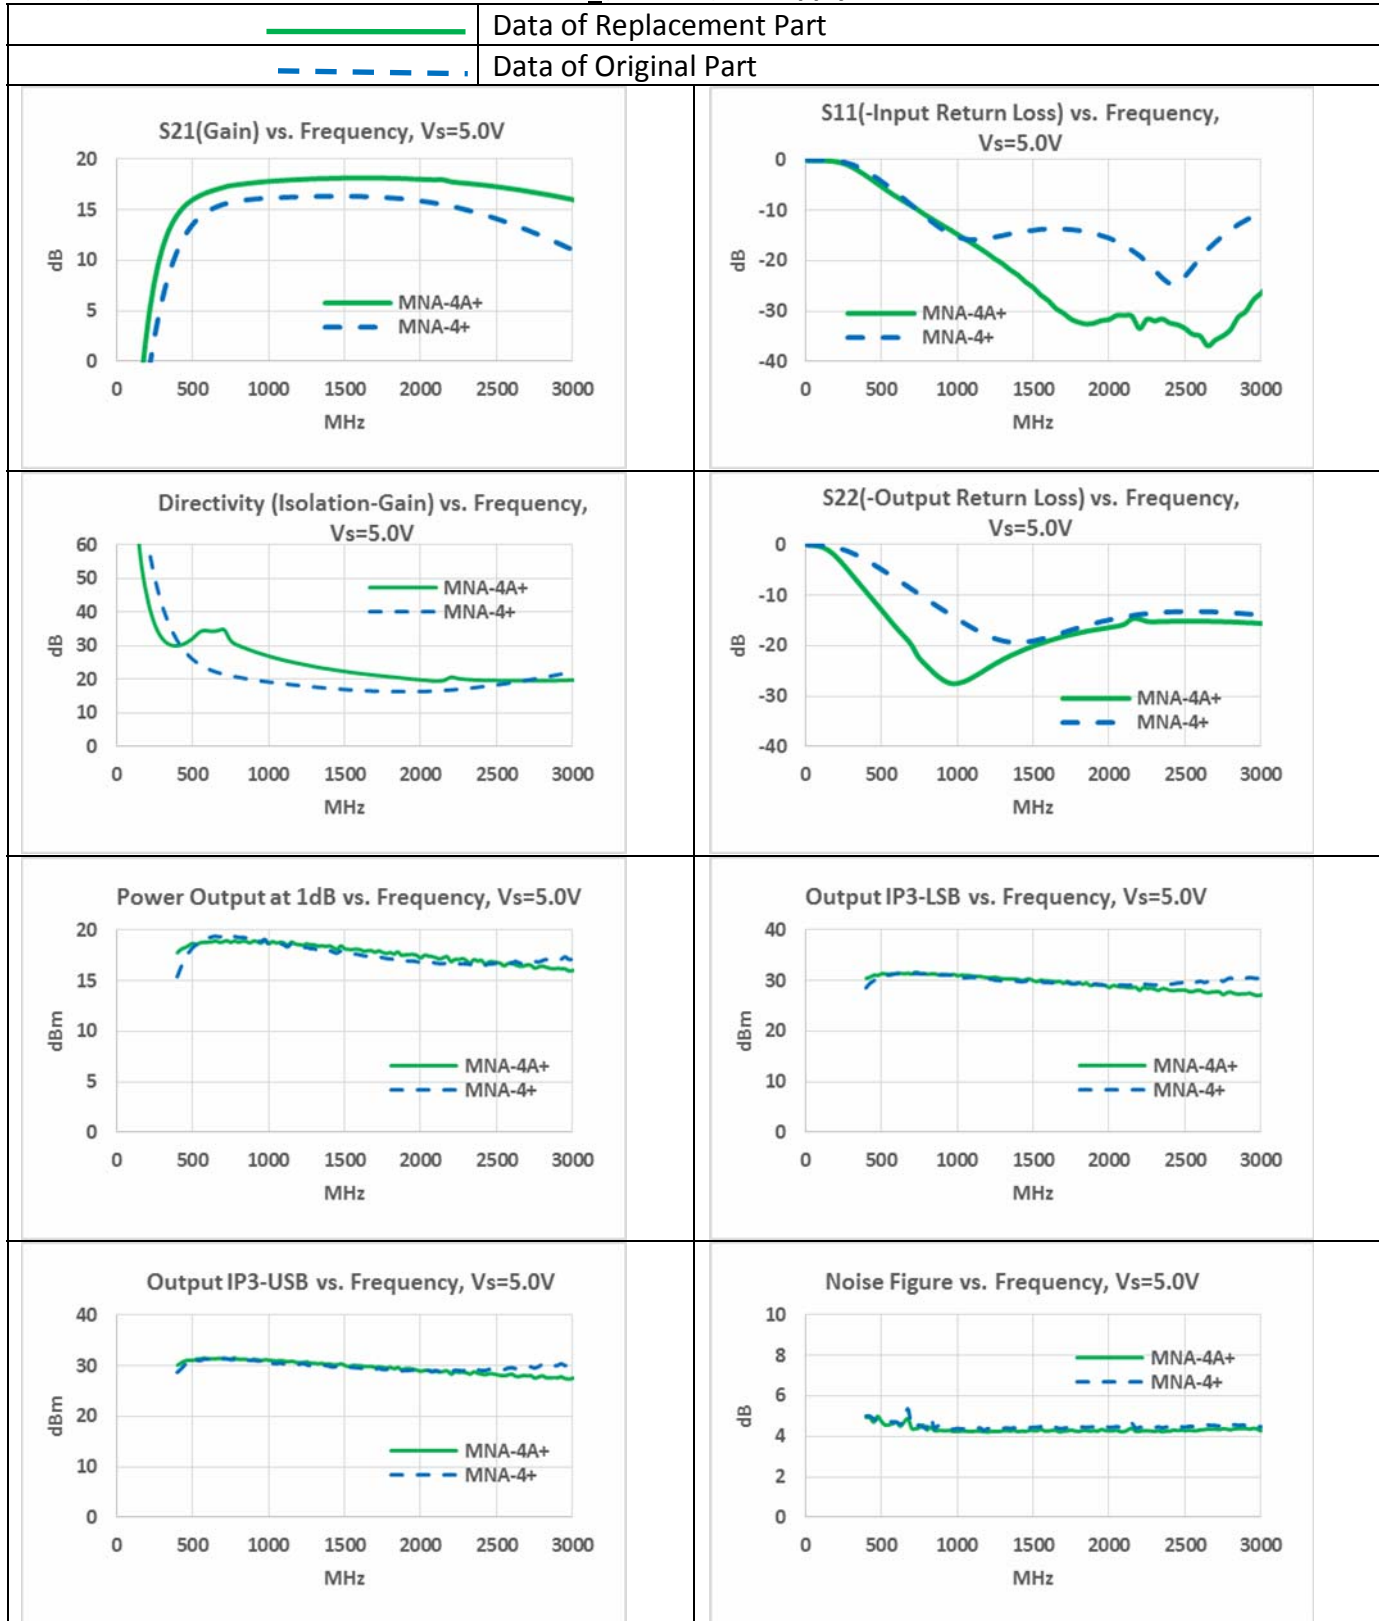 Data of Replacement Part
Data of Original Part
S21(Gain) vs. Frequency, Vs=5.0V
20
15
10
5
0
dB
MNA-4A+
MNA-4+
0 500 1000 1500 2000 2500 3000
MHz
S11(-Input Return Loss) vs. Frequency,
Vs=5.0V
0
-10
-20
-30
-40
dB
MNA-4A+
MNA-4+
0 500 1000 1500 2000 2500 3000
MHz
Directivity (Isolation-Gain) vs. Frequency,
Vs=5.0V
60
50
40
30
20
10
0
dB
MNA-4A+
MNA-4+
0 500 1000 1500 2000 2500 3000
MHz
S22(-Output Return Loss) vs. Frequency,
Vs=5.0V
0
-10
-20
-30
-40
dB
MNA-4A+
MNA-4+
0 500 1000 1500 2000 2500 3000
MHz
Power Output at 1dB vs. Frequency, Vs=5.0V
20
15
10
5
0
dBm
MNA-4A+
MNA-4+
0 500 1000 1500 2000 2500 3000
MHz
Output IP3-LSB vs. Frequency, Vs=5.0V
40
30
20
10
0
dBm
MNA-4A+
MNA-4+
0 500 1000 1500 2000 2500 3000
MHz
Output IP3-USB vs. Frequency, Vs=5.0V
40
30
20
10
0
dBm
MNA-4A+
MNA-4+
0 500 1000 1500 2000 2500 3000
MHz
Noise Figure vs. Frequency, Vs=5.0V
10
8
6
4
2
0
dB
MNA-4A+
MNA-4+
0 500 1000 1500 2000 2500 3000
MHz